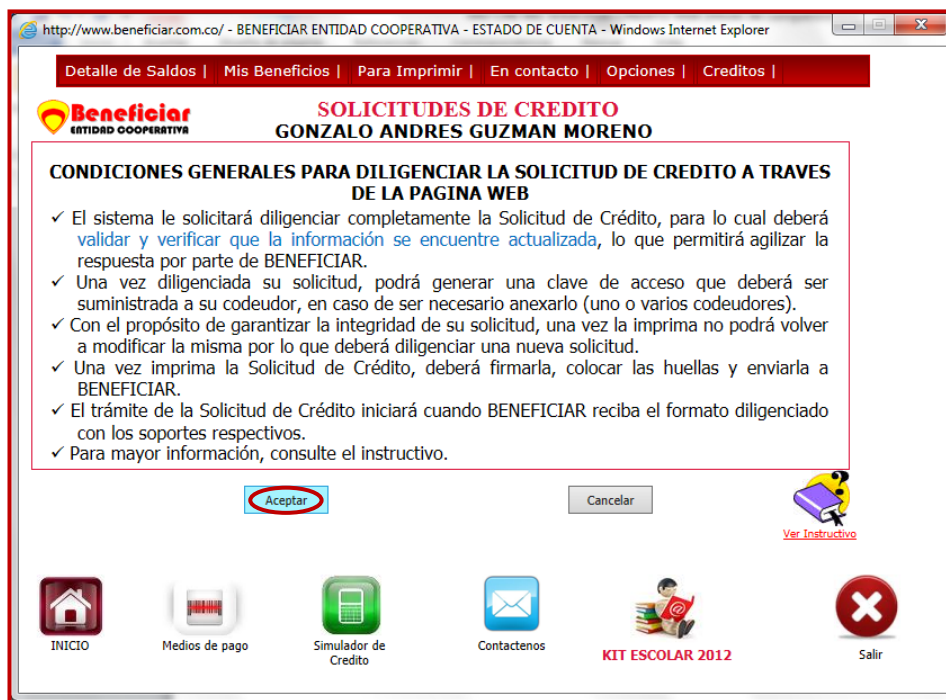 http://www.beneficiar.com.co/ - BENEFICIAR ENTIDAD COOPERATIVA - ESTADO DE CUENTA - Windows Internet Explorer
Detalle de Saldos | Mis Beneficios | Para Imprimir | En contacto | Opciones | Creditos |
Beneficiar
ENTIDAD COOPERATIVA
SOLICITUDES DE CREDITO
GONZALO ANDRES GUZMAN MORENO
CONDICIONES GENERALES PARA DILIGENCIAR LA SOLICITUD DE CREDITO A TRAVES
DE LA PAGINA WEB
✓ El sistema le solicitará diligenciar completamente la Solicitud de Crédito, para lo cual deberá
validar y verificar que la información se encuentre actualizada, lo que permitirá agilizar la
respuesta por parte de BENEFICIAR.
✓ Una vez diligenciada su solicitud, podrá generar una clave de acceso que deberá ser
suministrada a su codeudor, en caso de ser necesario anexarlo (uno o varios codeudores).
✓ Con el propósito de garantizar la integridad de su solicitud, una vez la imprima no podrá volver
a modificar la misma por lo que deberá diligenciar una nueva solicitud.
✓ Una vez imprima la Solicitud de Crédito, deberá firmarla, colocar las huellas y enviarla a
BENEFICIAR.
✓ El trámite de la Solicitud de Crédito iniciará cuando BENEFICIAR reciba el formato diligenciado
con los soportes respectivos.
✓ Para mayor información, consulte el instructivo.
Aceptar
Cancelar
Ver Instructivo
INICIO
Medios de pago
Simulador de
Credito
Contactenos
KIT ESCOLAR 2012
Salir